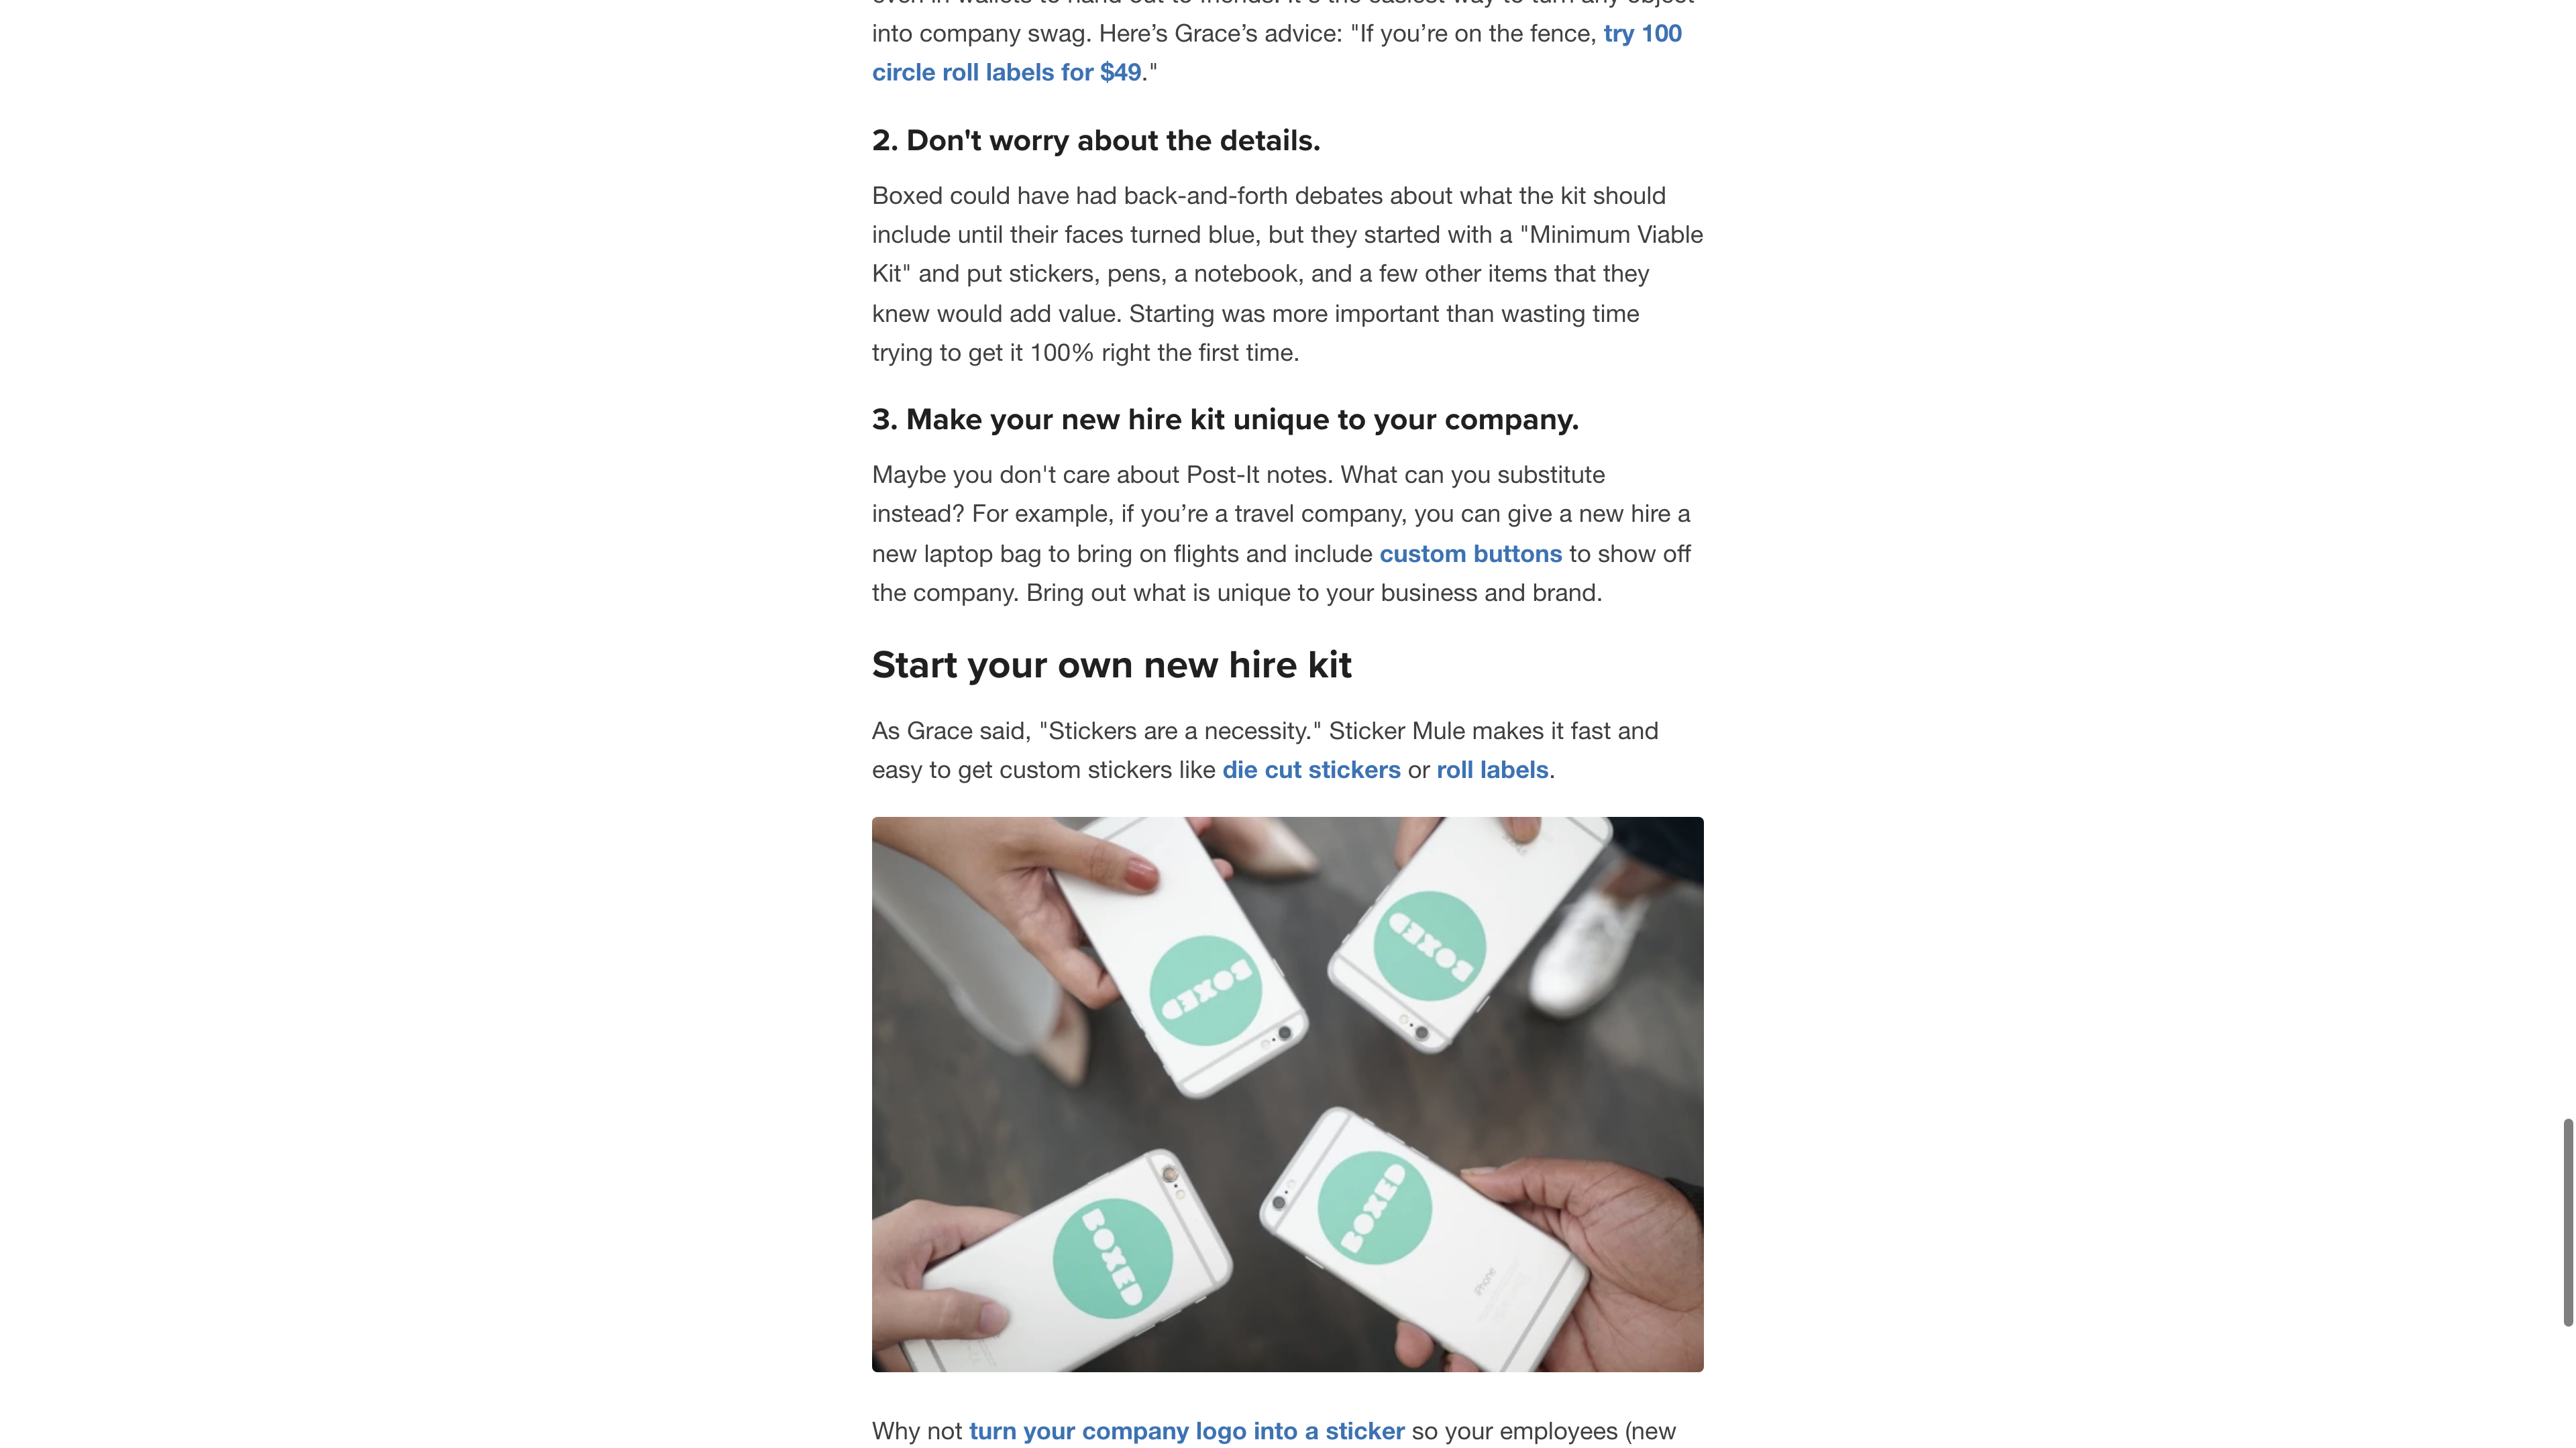 into company swag. Here’s Grace’s advice: "If you’re on the fence, try 100
circle roll labels for $49."
2. Don't worry about the details.
Boxed could have had back-and-forth debates about what the kit should
include until their faces turned blue, but they started with a "Minimum Viable
Kit" and put stickers, pens, a notebook, and a few other items that they
knew would add value. Starting was more important than wasting time
trying to get it 100% right the first time.
3. Make your new hire kit unique to your company.
Maybe you don't care about Post-It notes. What can you substitute
instead? For example, if you’re a travel company, you can give a new hire a
new laptop bag to bring on flights and include custom buttons to show off
the company. Bring out what is unique to your business and brand.
Start your own new hire kit
As Grace said, "Stickers are a necessity." Sticker Mule makes it fast and
easy to get custom stickers like die cut stickers or roll labels.
BOXED
BOXED
BOXED
BOXED
iPhone
Why not turn your company logo into a sticker so your employees (new